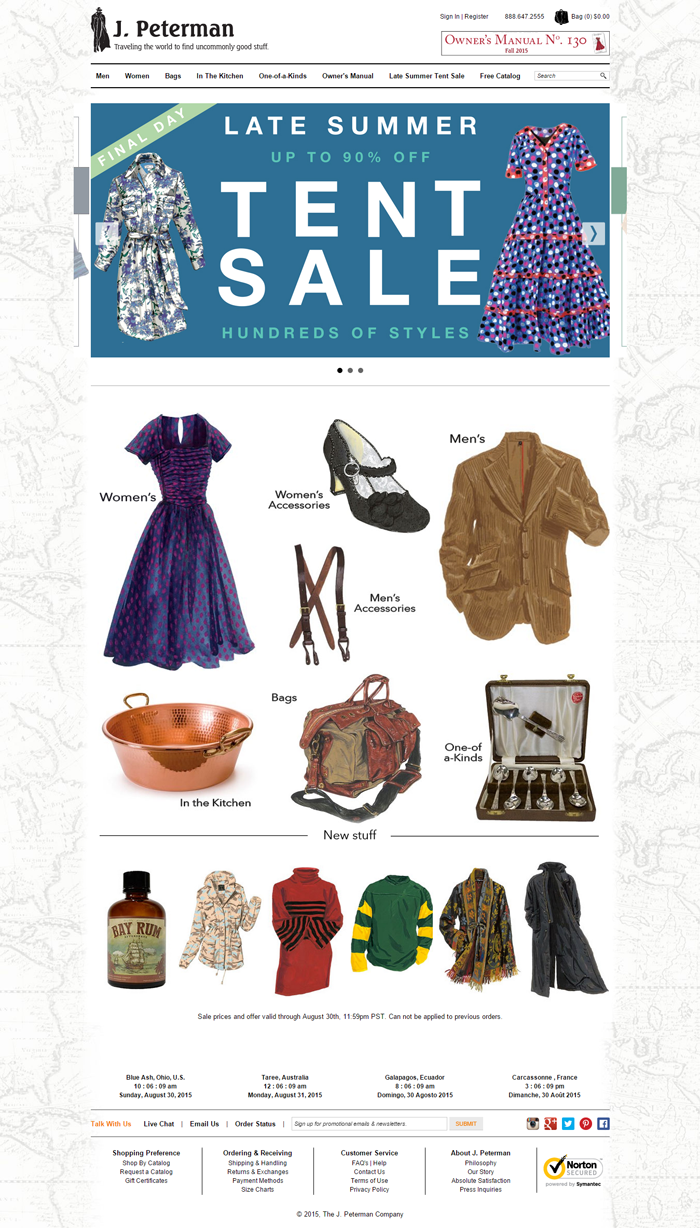 J. Peterman
Traveling the world to find uncommonly good stuff.
Sign In | Register
888.647.2555
Bag (0) $0.00
Owner's Manual No. 130
Fall 2015
Men
Women
Bags
In The Kitchen
One-of-a-Kinds
Owner's Manual
Late Summer Tent Sale
Free Catalog
Search
FINAL DAY
LATE SUMMER
UP TO 90% OFF
TENT
SALE
HUNDREDS OF STYLES
Women's
Women's
Accessories
Men's
Men's
Accessories
Bags
In the Kitchen
One-of
a-Kinds
New stuff
BAY RUM
Sale prices and offer valid through August 30th, 11:59pm PST. Can not be applied to previous orders.
Blue Ash, Ohio, U.S.
10 : 06 : 09 am
Sunday, August 30, 2015
Taree, Australia
12 : 06 : 09 am
Monday, August 31, 2015
Galapagos, Ecuador
8 : 06 : 09 am
Domingo, 30 Agosto 2015
Carcassonne , France
3 : 06 : 09 pm
Dimanche, 30 Août 2015
Talk With Us
Live Chat | Email Us | Order Status |
Sign up for promotional emails & newsletters.
SUBMIT
Shopping Preference
Shop By Catalog
Request a Catalog
Gift Certificates
Ordering & Receiving
Shipping & Handling
Returns & Exchanges
Payment Methods
Size Charts
Customer Service
FAQ's | Help
Contact Us
Terms of Use
Privacy Policy
About J. Peterman
Philosophy
Our Story
Absolute Satisfaction
Press Inquiries
Norton
SECURED
powered by Symantec
© 2015, The J. Peterman Company